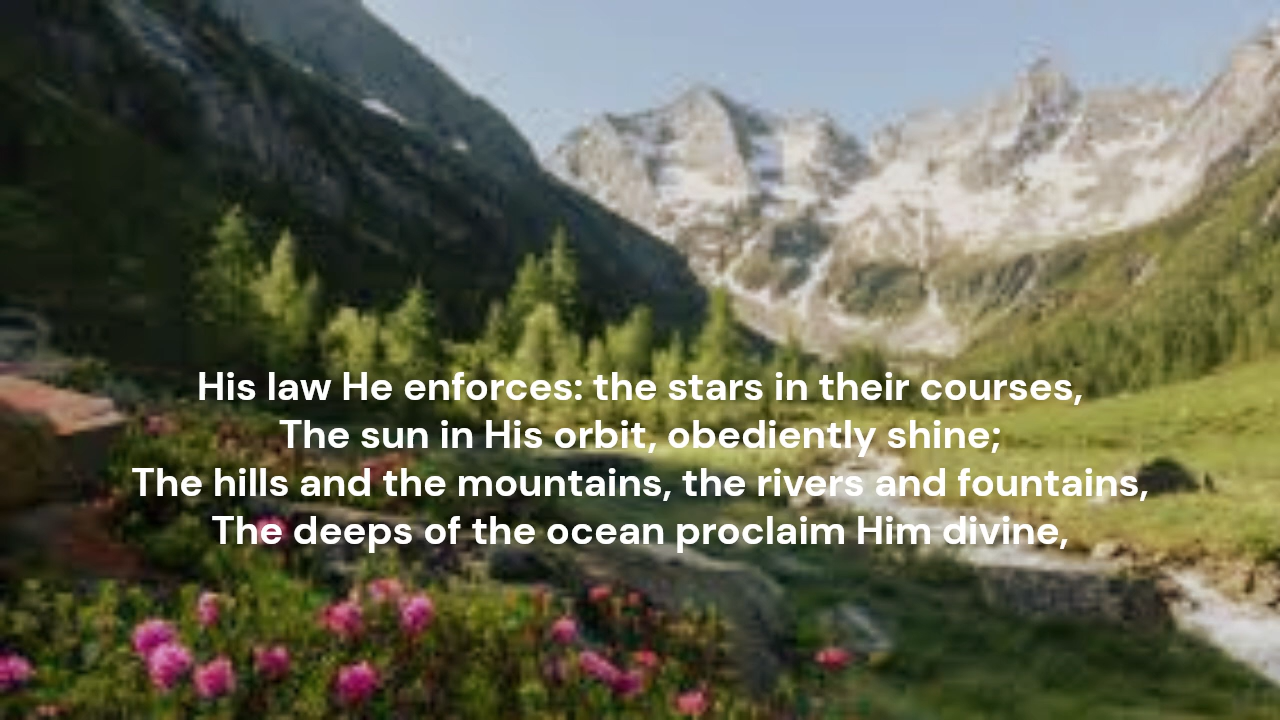 His law He enforces: the stars in their courses,
The sun in His orbit, obediently shine;
The hills and the mountains, the rivers and fountains,
The deeps of the ocean proclaim Him divine,